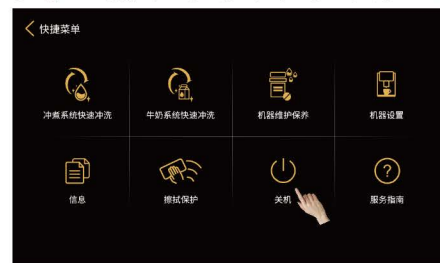 快捷菜单
冲煮系统快速冲洗
牛奶系统快速冲洗
机器维护保养
机器设置
信息
擦拭保护
关机
服务指南